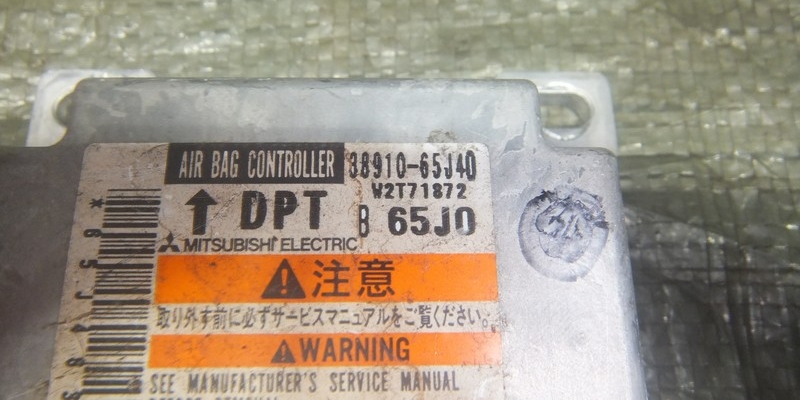 AIR BAG CONTROLLER 38910-65J40
W2T71872
↑ DPT B 65J0
MITSUBISHI ELECTRIC
⚠注意
取り外す前に必ずサービスマニュアルをご覧ください。
⚠WARNING
SEE MANUFACTURER'S SERVICE MANUAL
BEFORE REMOVAL